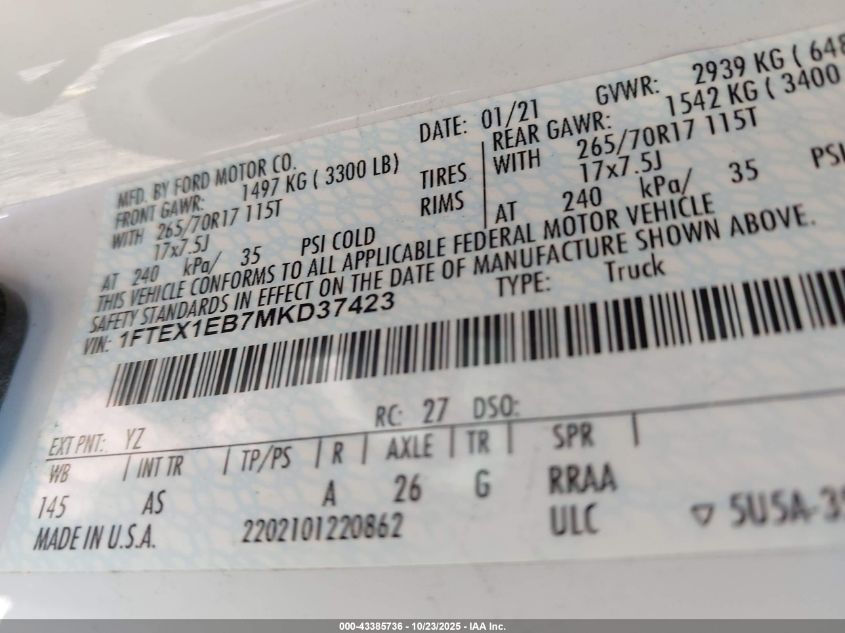 MFD. BY FORD MOTOR CO.
DATE: 01/21
GVWR: 2939 KG ( 648
FRONT GAWR: 1497 KG ( 3300 LB)
REAR GAWR: 1542 KG ( 3400
WITH 265/70R17 115T
TIRES
WITH 265/70R17 115T
17x7.5J
RIMS
17x7.5J
AT 240 kPa/ 35 PSI COLD
AT 240 kPa/ 35 PSI
THIS VEHICLE CONFORMS TO ALL APPLICABLE FEDERAL MOTOR VEHICLE
SAFETY STANDARDS IN EFFECT ON THE DATE OF MANUFACTURE SHOWN ABOVE.
VIN: 1FTEX1EB7MKD37423
TYPE: Truck
EXT PNT: YZ
RC: 27 DSO:
WB | INT TR | TP/PS | R | AXLE | TR | SPR |
145 AS A 26 G RRAA
MADE IN U.S.A.
2202101220862
ULC
▽ 5U5A-3
000-43385736 - 10/23/2025 - IAA Inc.